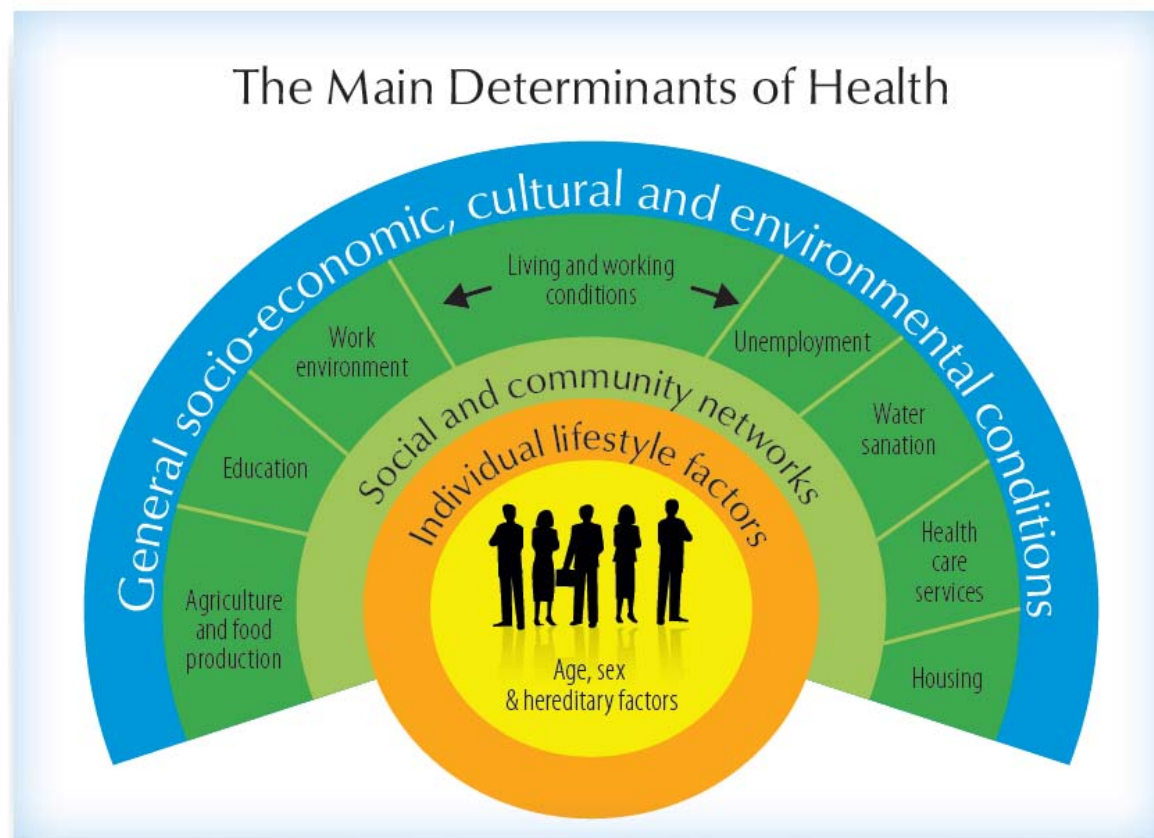 The Main Determinants of Health
General socio-economic, cultural and environmental conditions
Living and working
conditions
Work
environment
Unemployment
Education
Water
sanation
Agriculture
and food
production
Health
care
services
Housing
Social and community networks
Individual lifestyle factors
Age, sex
& hereditary factors